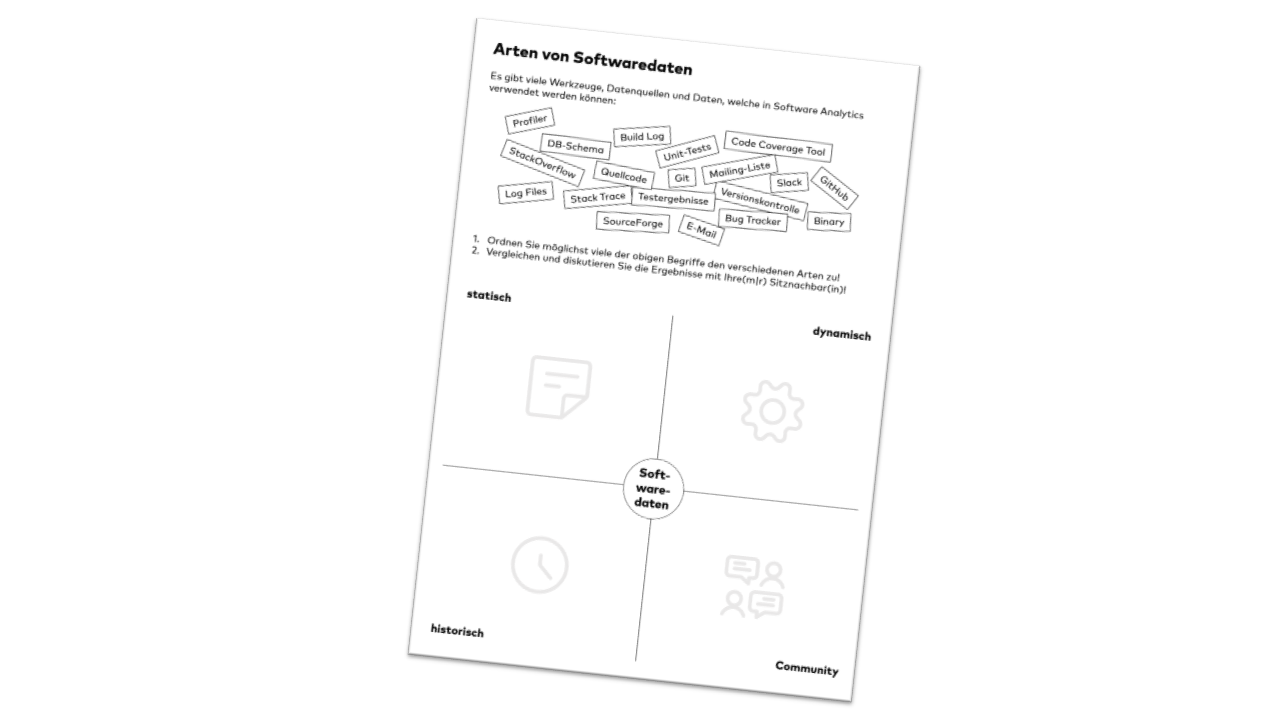 Arten von Softwaredaten
Es gibt viele Werkzeuge, Datenquellen und Daten, welche in Software Analytics
verwendet werden können:
Profiler
DB-Schema
Build Log
Unit-Tests
Code Coverage Tool
StackOverflow
Quellcode
Git
Mailing-Liste
Slack
GitHub
Log Files
Stack Trace
Testergebnisse
Versionskontrolle
SourceForge
E-Mail
Bug Tracker
Binary
1. Ordnen Sie möglichst viele der obigen Begriffe den verschiedenen Arten zu!
2. Vergleichen und diskutieren Sie die Ergebnisse mit Ihre(m|r) Sitznachbar(in)!
statisch
dynamisch
Soft-
ware-
daten
historisch
Community